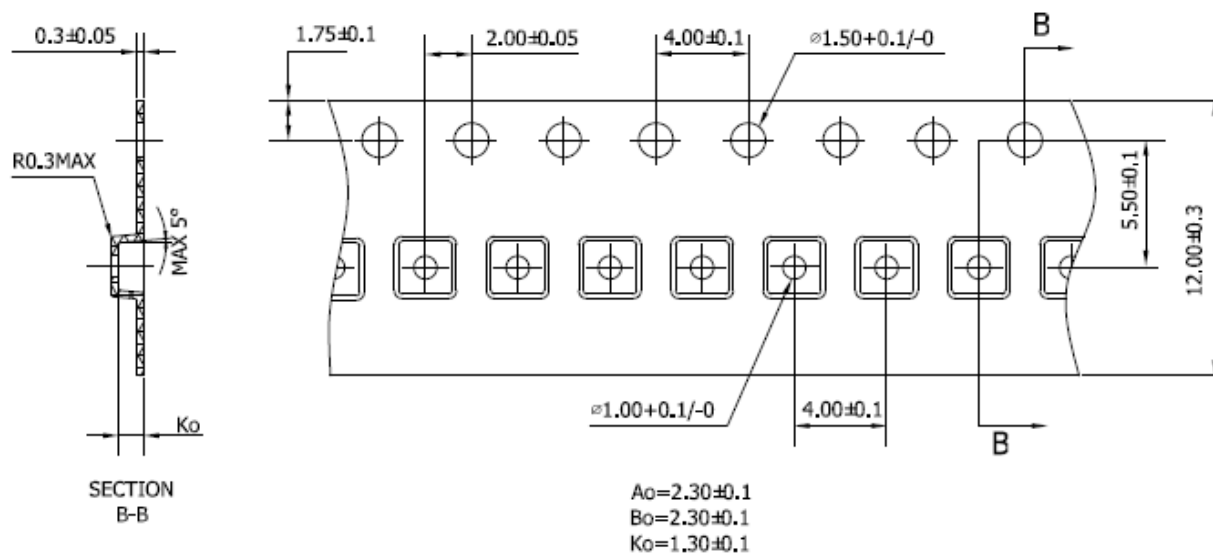 0.3±0.05
1.75±0.1
2.00±0.05
4.00±0.1
⌀1.50+0.1/-0
B
R0.3MAX
MAX 5°
5.50±0.1
12.00±0.3
Ko
⌀1.00+0.1/-0
4.00±0.1
B
SECTION
B-B
Ao=2.30±0.1
Bo=2.30±0.1
Ko=1.30±0.1